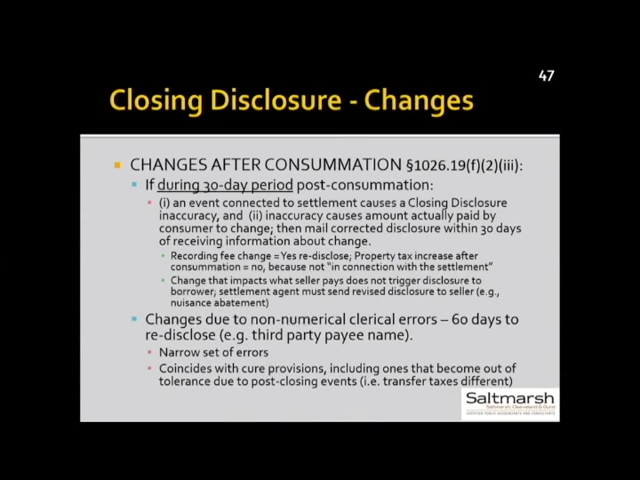 47
Closing Disclosure - Changes
CHANGES AFTER CONSUMMATION §1026.19(f)(2)(iii):
If during 30-day period post-consummation:
(i) an event connected to settlement causes a Closing Disclosure
inaccuracy, and (ii) inaccuracy causes amount actually paid by
consumer to change; then mail corrected disclosure within 30 days
of receiving information about change.
Recording fee change = Yes re-disclose; Property tax increase after
consummation = no, because not "in connection with the settlement"
Change that impacts what seller pays does not trigger disclosure to
borrower; settlement agent must send revised disclosure to seller (e.g.,
nuisance abatement)
Changes due to non-numerical clerical errors – 60 days to
re-disclose (e.g. third party payee name).
Narrow set of errors
Coincides with cure provisions, including ones that become out of
tolerance due to post-closing events (i.e. transfer taxes different)
Saltmarsh
Saltmarsh, Cleaveland & Gund